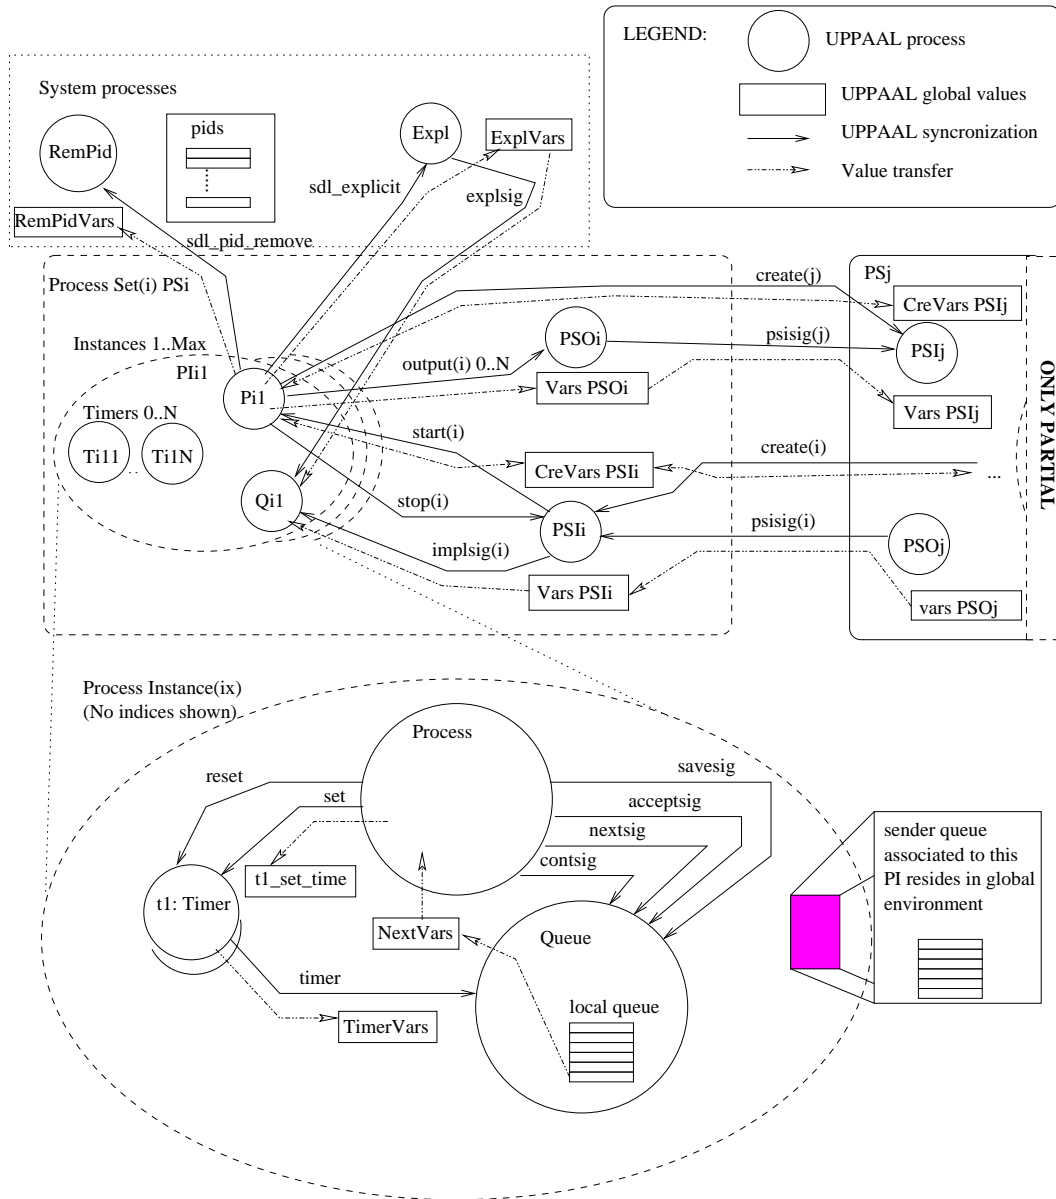 LEGEND:
UPPAAL process
UPPAAL global values
UPPAAL syncronization
Value transfer
System processes
RemPid
pids
Expl
ExplVars
sdl_explicit
explsig
RemPidVars
sdl_pid_remove
Process Set(i) PSi
PSj
create(j)
CreVars PSIj
Instances 1..Max
PIi1
PSOi
psisig(j)
PSIj
output(i) 0..N
Pi1
Vars PSOi
Vars PSIj
Timers 0..N
Ti11
..
Ti1N
start(i)
create(i)
CreVars PSIi
...
ONLY PARTIAL
Qi1
stop(i)
PSIi
psisig(i)
PSOj
implsig(i)
Vars PSIi
vars PSOj
Process Instance(ix)
(No indices shown)
Process
reset
set
savesig
acceptsig
nextsig
contsig
t1_set_time
t1: Timer
NextVars
Queue
timer
local queue
TimerVars
sender queue
associated to this
PI resides in global
environment